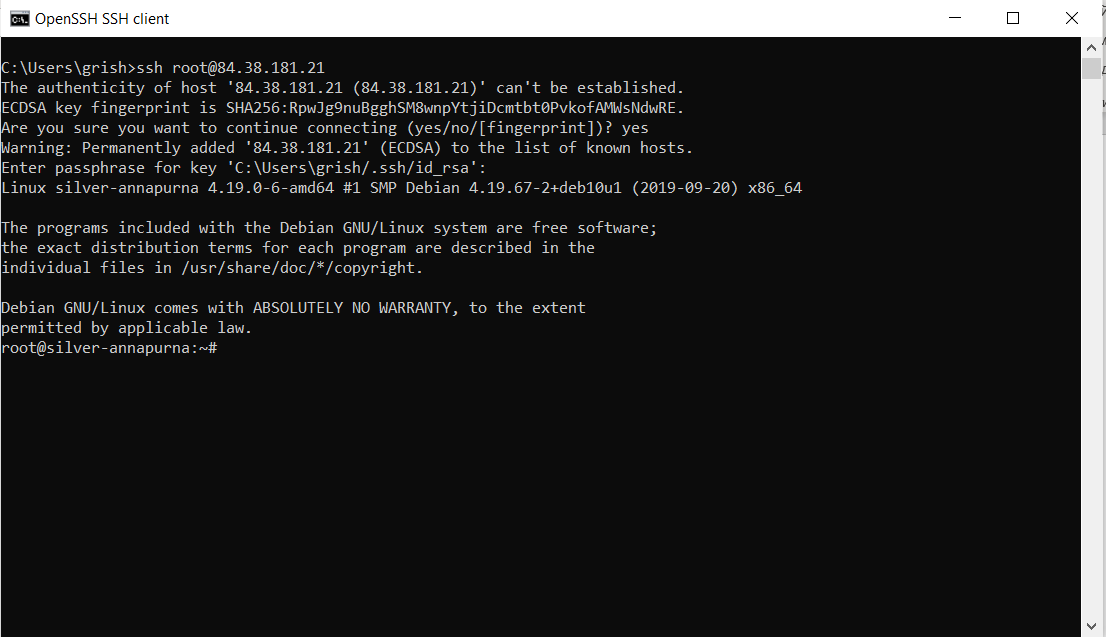 OpenSSH SSH client
C:\Users\grish>ssh root@84.38.181.21
The authenticity of host '84.38.181.21 (84.38.181.21)' can't be established.
ECDSA key fingerprint is SHA256:RpwJg9nuBgghSM8wnpYtjiDcmtbt0PvkofAMWsNdwRE.
Are you sure you want to continue connecting (yes/no/[fingerprint])? yes
Warning: Permanently added '84.38.181.21' (ECDSA) to the list of known hosts.
Enter passphrase for key 'C:\Users\grish/.ssh/id_rsa':
Linux silver-annapurna 4.19.0-6-amd64 #1 SMP Debian 4.19.67-2+deb10u1 (2019-09-20) x86_64
The programs included with the Debian GNU/Linux system are free software;
the exact distribution terms for each program are described in the
individual files in /usr/share/doc/*/copyright.
Debian GNU/Linux comes with ABSOLUTELY NO WARRANTY, to the extent
permitted by applicable law.
root@silver-annapurna:~#